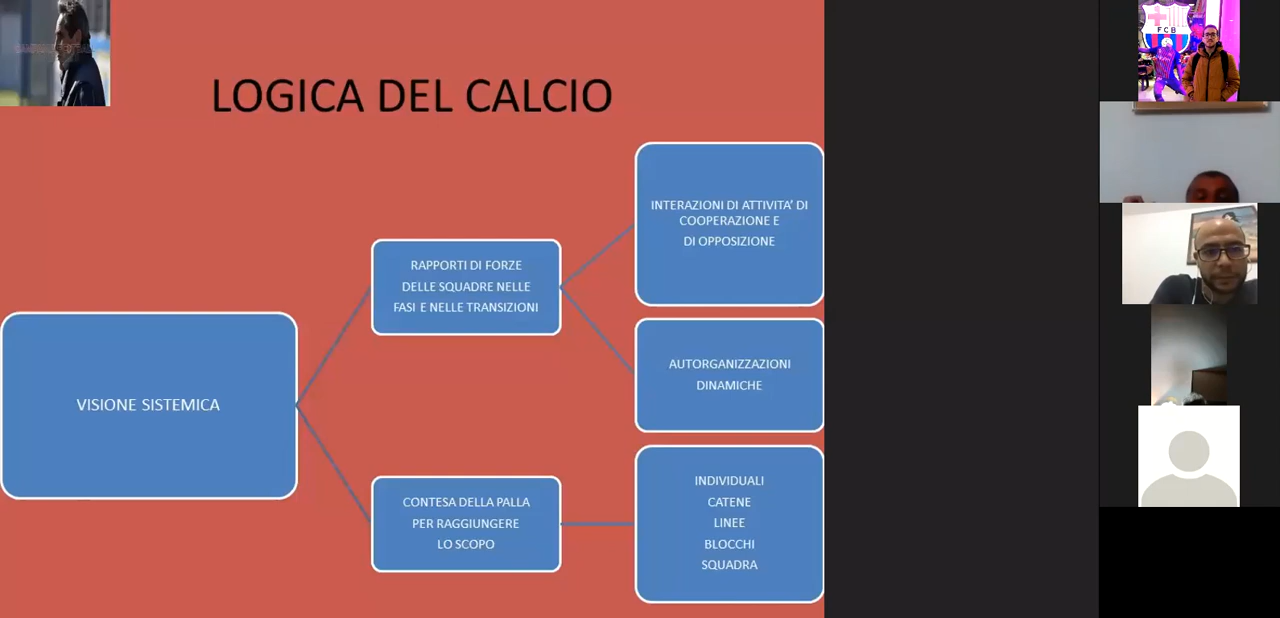 LOGICA DEL CALCIO
INTERAZIONI DI ATTIVITA' DI
COOPERAZIONE E
DI OPPOSIZIONE
RAPPORTI DI FORZE
DELLE SQUADRE NELLE
FASI E NELLE TRANSIZIONI
AUTORGANIZZAZIONI
DINAMICHE
VISIONE SISTEMICA
CONTESA DELLA PALLA
PER RAGGIUNGERE
LO SCOPO
INDIVIDUALI
CATENE
LINEE
BLOCCHI
SQUADRA
FCB